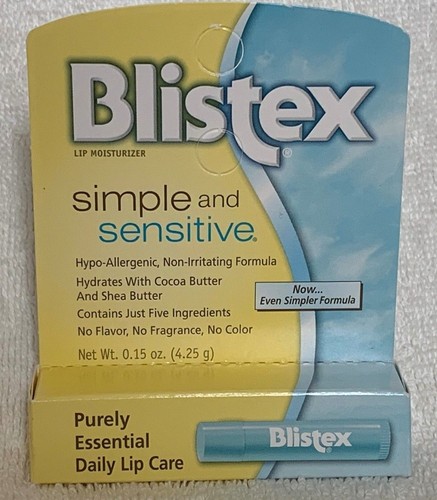 Blistex®
LIP MOISTURIZER
simple and
sensitive®
Hypo-Allergenic, Non-Irritating Formula
Hydrates With Cocoa Butter
And Shea Butter
Contains Just Five Ingredients
No Flavor, No Fragrance, No Color
Net Wt. 0.15 oz. (4.25 g)
Now...
Even Simpler Formula
Purely
Essential
Daily Lip Care
Blistex